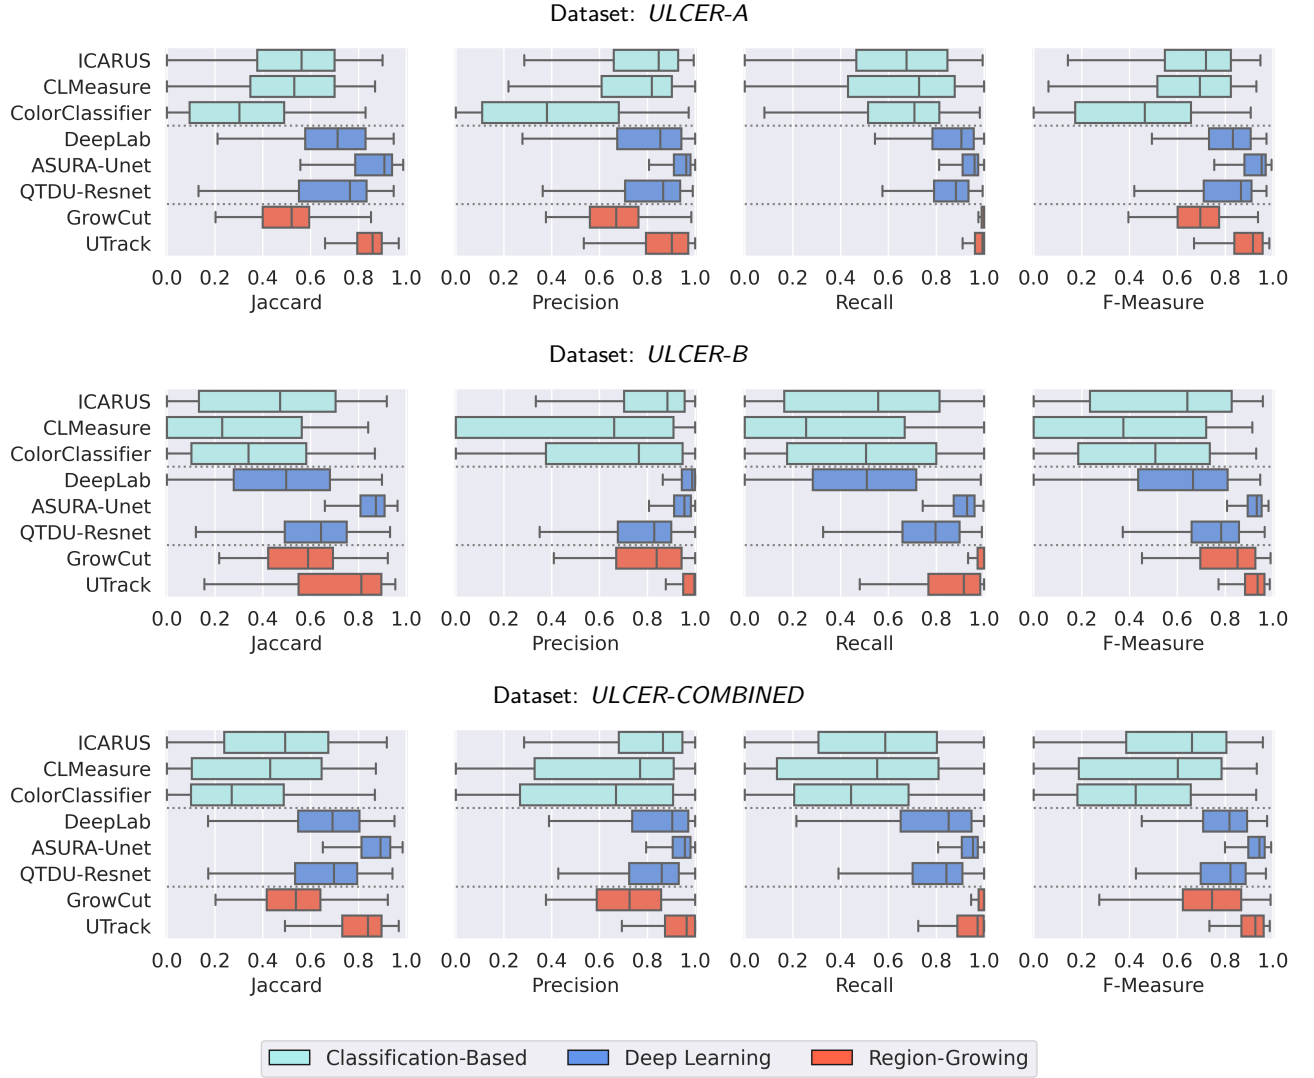 Dataset: ULCER-A
ICARUS
CLMeasure
ColorClassifier
DeepLab
ASURA-Unet
QTDU-Resnet
GrowCut
UTrack
0.0 0.2 0.4 0.6 0.8 1.0 0.0 0.2 0.4 0.6 0.8 1.0 0.0 0.2 0.4 0.6 0.8 1.0 0.0 0.2 0.4 0.6 0.8 1.0
Jaccard Precision Recall F-Measure
Dataset: ULCER-B
ICARUS
CLMeasure
ColorClassifier
DeepLab
ASURA-Unet
QTDU-Resnet
GrowCut
UTrack
0.0 0.2 0.4 0.6 0.8 1.0 0.0 0.2 0.4 0.6 0.8 1.0 0.0 0.2 0.4 0.6 0.8 1.0 0.0 0.2 0.4 0.6 0.8 1.0
Jaccard Precision Recall F-Measure
Dataset: ULCER-COMBINED
ICARUS
CLMeasure
ColorClassifier
DeepLab
ASURA-Unet
QTDU-Resnet
GrowCut
UTrack
0.0 0.2 0.4 0.6 0.8 1.0 0.0 0.2 0.4 0.6 0.8 1.0 0.0 0.2 0.4 0.6 0.8 1.0 0.0 0.2 0.4 0.6 0.8 1.0
Jaccard Precision Recall F-Measure
Classification-Based Deep Learning Region-Growing